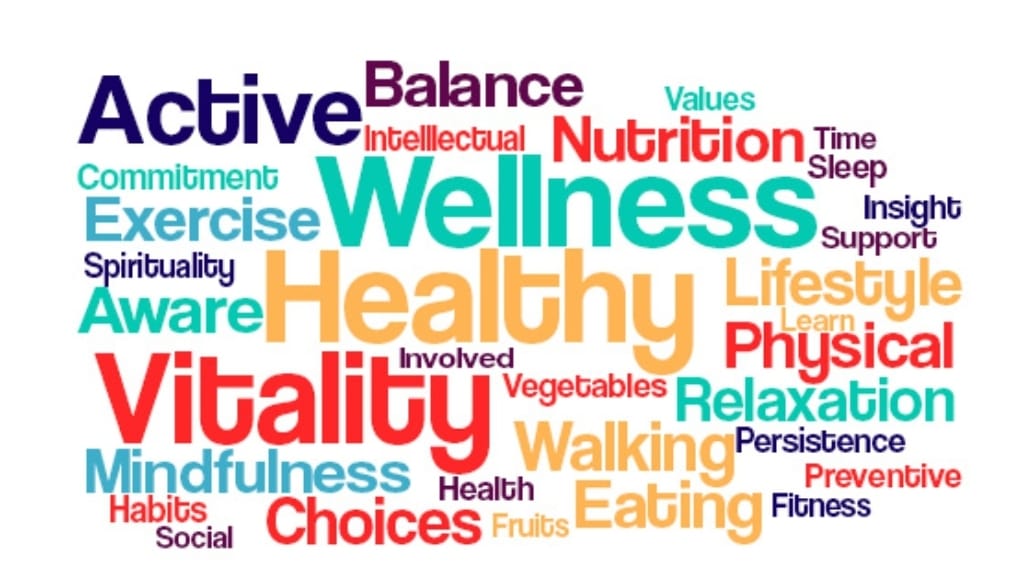 Active
Balance
Values
Intelllectual
Nutrition
Time
Sleep
Commitment
Wellness
Exercise
Insight
Support
Spirituality
Healthy
Lifestyle
Aware
Learn
Physical
Involved
Vitality
Vegetables
Relaxation
Walking
Persistence
Mindfulness
Preventive
Health
Eating
Fitness
Habits
Choices
Fruits
Social